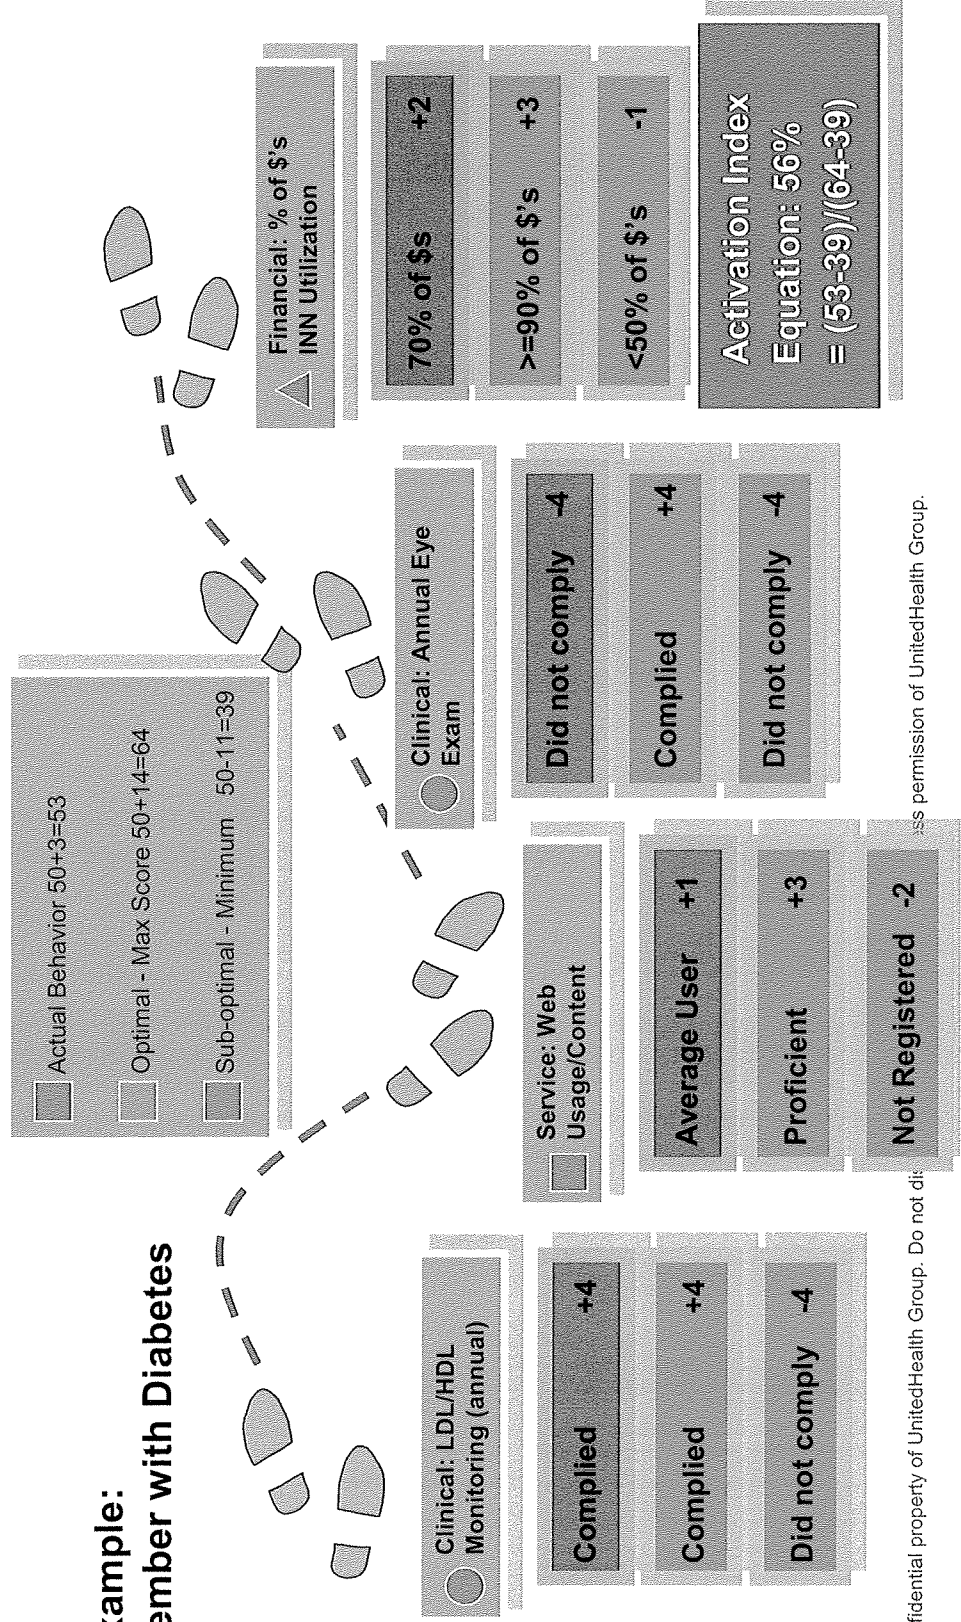 xample:
ember with Diabetes
Actual Behavior 50+3=53
Optimal - Max Score 50+14=64
Sub-optimal - Minimum 50-11=39
Clinical: LDL/HDL
Monitoring (annual)
Complied +4
Complied +4
Did not comply -4
Service: Web
Usage/Content
Average User +1
Proficient +3
Not Registered -2
Clinical: Annual Eye
Exam
Did not comply -4
Complied +4
Did not comply -4
Financial: % of $'s
INN Utilization
70% of $s +2
>=90% of $'s +3
<50% of $'s -1
Activation Index
Equation: 56%
= (53-39)/(64-39)
fidential property of UnitedHealth Group. Do not dis ss permission of UnitedHealth Group.